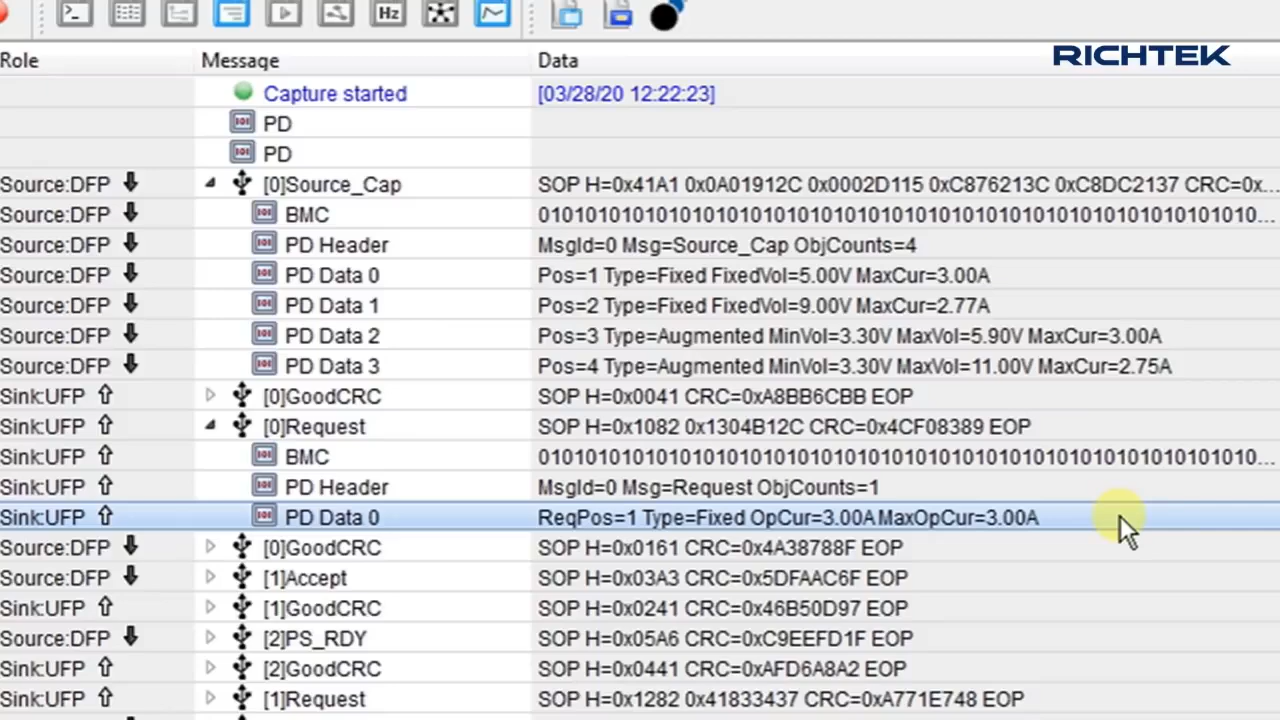 Hz
RICHTEK
Role Message Data
Capture started [03/28/20 12:22:23]
PD
PD
Source:DFP [0]Source_Cap SOP H=0x41A1 0x0A01912C 0x0002D115 0xC876213C 0xC8DC2137 CRC=0x...
Source:DFP BMC 01010101010101010101010101010101010101010101010101010101010101010...
Source:DFP PD Header MsgId=0 Msg=Source_Cap ObjCounts=4
Source:DFP PD Data 0 Pos=1 Type=Fixed FixedVol=5.00V MaxCur=3.00A
Source:DFP PD Data 1 Pos=2 Type=Fixed FixedVol=9.00V MaxCur=2.77A
Source:DFP PD Data 2 Pos=3 Type=Augmented MinVol=3.30V MaxVol=5.90V MaxCur=3.00A
Source:DFP PD Data 3 Pos=4 Type=Augmented MinVol=3.30V MaxVol=11.00V MaxCur=2.75A
Sink:UFP [0]GoodCRC SOP H=0x0041 CRC=0xA8BB6CBB EOP
Sink:UFP [0]Request SOP H=0x1082 0x1304B12C CRC=0x4CF08389 EOP
Sink:UFP BMC 01010101010101010101010101010101010101010101010101010101010101010...
Sink:UFP PD Header MsgId=0 Msg=Request ObjCounts=1
Sink:UFP PD Data 0 ReqPos=1 Type=Fixed OpCur=3.00A MaxOpCur=3.00A
Source:DFP [0]GoodCRC SOP H=0x0161 CRC=0x4A38788F EOP
Source:DFP [1]Accept SOP H=0x03A3 CRC=0x5DFAAC6F EOP
Sink:UFP [1]GoodCRC SOP H=0x0241 CRC=0x46B50D97 EOP
Source:DFP [2]PS_RDY SOP H=0x05A6 CRC=0xC9EEFD1F EOP
Sink:UFP [2]GoodCRC SOP H=0x0441 CRC=0xAFD6A8A2 EOP
Sink:UFP [1]Request SOP H=0x1282 0x41833437 CRC=0xA771E748 EOP